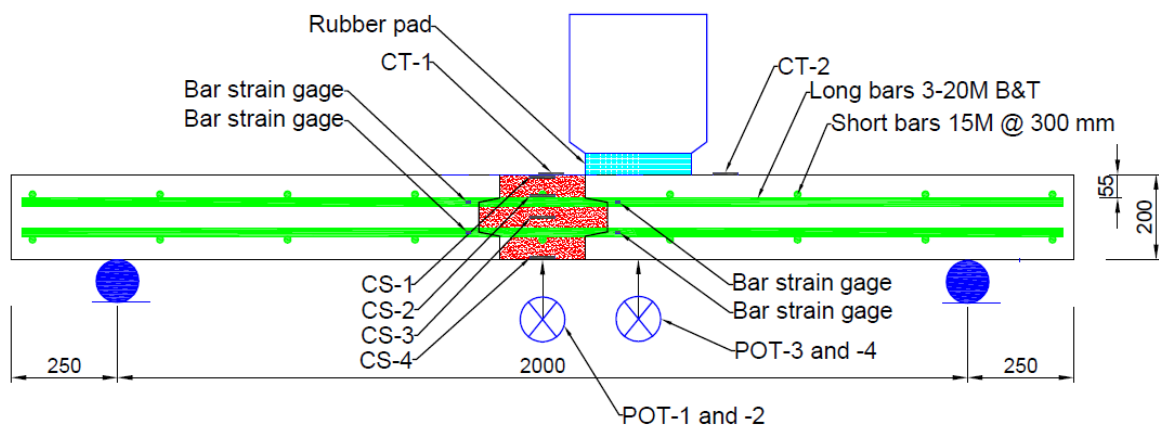 Rubber pad
CT-1
CT-2
Bar strain gage
Long bars 3-20M B&T
Bar strain gage
Short bars 15M @ 300 mm
55
200
CS-1
CS-2
CS-3
CS-4
Bar strain gage
Bar strain gage
POT-3 and -4
250
2000
250
POT-1 and -2